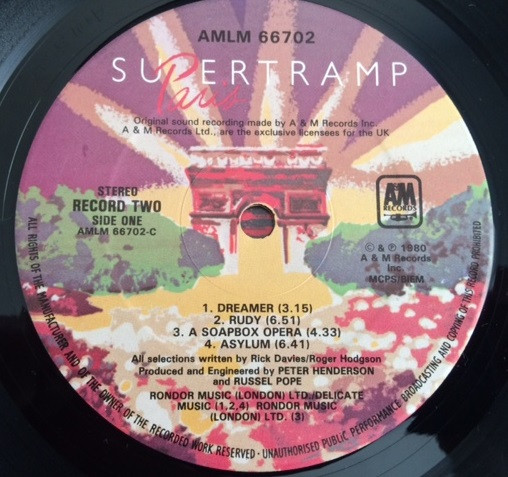 AMLM 66702
SUPERTRAMP
Paris
Original sound recording made by A & M Records Inc.
A & M Records Ltd., are the exclusive licensees for the UK
STEREO
RECORD TWO
SIDE ONE
AMLM 66702-C
A&M
RECORDS
© & ℗ 1980
A & M Records
Inc.
MCPS/BIEM
1. DREAMER (3.15)
2. RUDY (6.51)
3. A SOAPBOX OPERA (4.33)
4. ASYLUM (6.41)
All selections written by Rick Davies/Roger Hodgson
Produced and Engineered by PETER HENDERSON
and RUSSEL POPE
RONDOR MUSIC (LONDON) LTD./DELICATE
MUSIC (1,2,4) RONDOR MUSIC
(LONDON) LTD. (3)
ALL RIGHTS OF THE MANUFACTURER AND OF THE OWNER OF THE RECORDED WORK RESERVED · UNAUTHORISED PUBLIC PERFORMANCE BROADCASTING AND COPYING OF THIS RECORD PROHIBITED